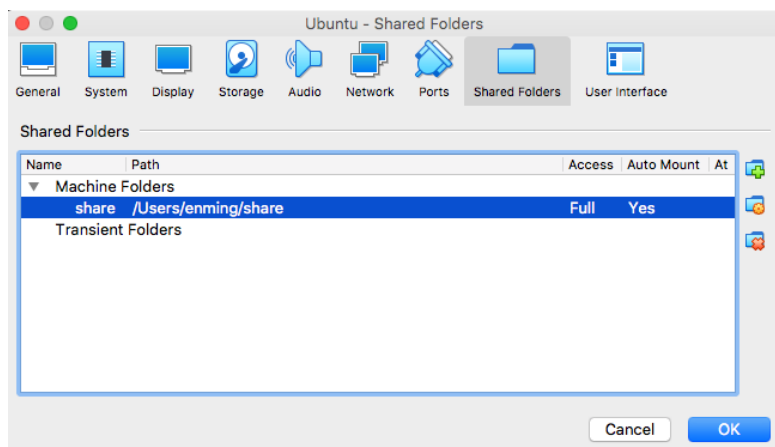 Ubuntu - Shared Folders
General System Display Storage Audio Network Ports Shared Folders User Interface
Shared Folders
Name Path Access Auto Mount At
Machine Folders
share /Users/enming/share Full Yes
Transient Folders
Cancel OK